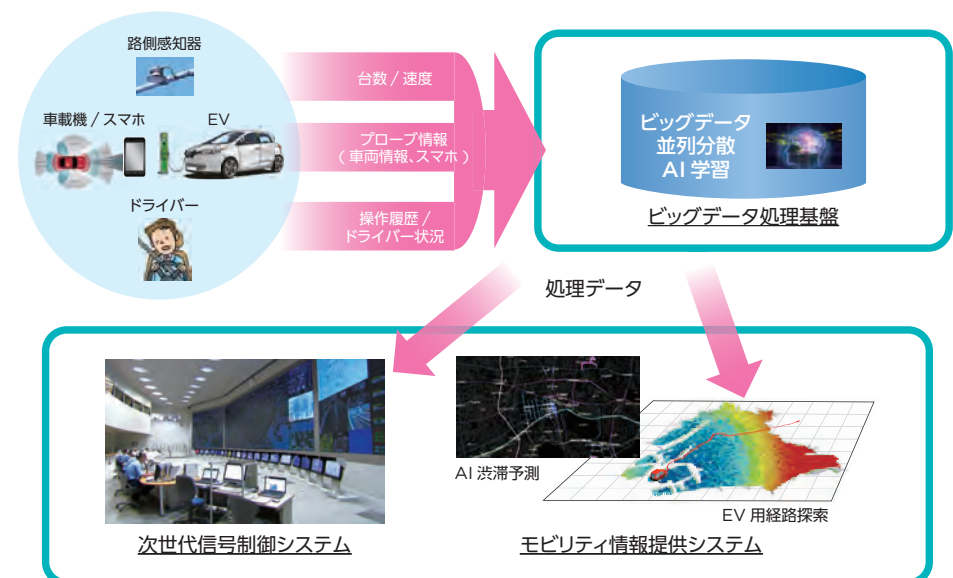 路側感知器
車載機 / スマホ
EV
ドライバー
台数 / 速度
プローブ情報
( 車両情報、スマホ )
操作履歴 /
ドライバー状況
ビッグデータ
並列分散
AI 学習
ビッグデータ処理基盤
処理データ
AI 渋滞予測
EV 用経路探索
次世代信号制御システム
モビリティ情報提供システム